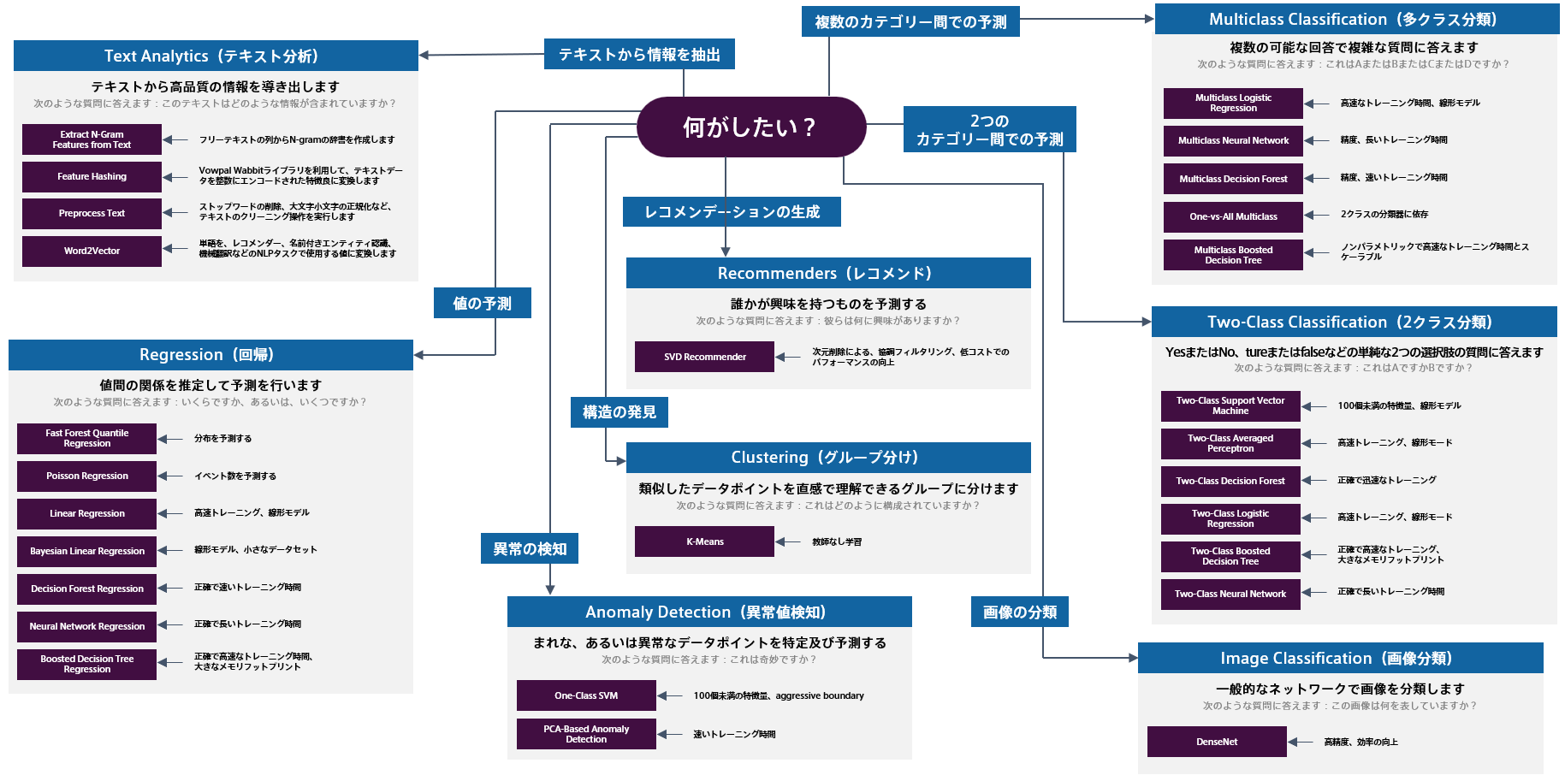 何がしたい？
テキストから情報を抽出
Text Analytics（テキスト分析）
テキストから高品質の情報を導き出します
次のような質問に答えます：このテキストはどのような情報が含まれていますか？
Extract N-Gram
Features from Text
フリーテキストの列からN-gramの辞書を作成します
Feature Hashing
Vowpal Wabbitライブラリを利用して、テキストデー
タを整数にエンコードされた特徴良に変換します
Preprocess Text
ストップワードの削除、大文字小文字の正規化など、
テキストのクリーニング操作を実行します
Word2Vector
単語を、レコメンダー、名前付きエンティティ認識、
機械翻訳などのNLPタスクで使用する値に変換します
値の予測
Regression（回帰）
値間の関係を推定して予測を行います
次のような質問に答えます：いくらですか、あるいは、いくつですか？
Fast Forest Quantile
Regression
分布を予測する
Poisson Regression
イベント数を予測する
Linear Regression
高速トレーニング、線形モデル
Bayesian Linear Regression
線形モデル、小さなデータセット
Decision Forest Regression
正確で速いトレーニング時間
Neural Network Regression
正確で長いトレーニング時間
Boosted Decision Tree
Regression
正確で高速なトレーニング時間、
大きなメモリフットプリント
レコメンデーションの生成
Recommenders（レコメンド）
誰かが興味を持つものを予測する
次のような質問に答えます：彼らは何に興味がありますか？
SVD Recommender
次元削除による、協調フィルタリング、低コストでの
パフォーマンスの向上
構造の発見
Clustering（グループ分け）
類似したデータポイントを直感で理解できるグループに分けます
次のような質問に答えます：これはどのように構成されていますか？
K-Means
教師なし学習
異常の検知
Anomaly Detection（異常値検知）
まれな、あるいは異常なデータポイントを特定及び予測する
次のような質問に答えます：これは奇妙ですか？
One-Class SVM
100個未満の特徴量、aggressive boundary
PCA-Based Anomaly
Detection
速いトレーニング時間
複数のカテゴリー間での予測
Multiclass Classification（多クラス分類）
複数の可能な回答で複雑な質問に答えます
次のような質問に答えます：これはAまたはBまたはCまたはDですか？
Multiclass Logistic
Regression
高速なトレーニング時間、線形モデル
Multiclass Neural Network
精度、長いトレーニング時間
Multiclass Decision Forest
精度、速いトレーニング時間
One-vs-All Multiclass
2クラスの分類器に依存
Multiclass Boosted
Decision Tree
ノンパラメトリックで高速なトレーニング時間とス
ケーラブル
2つの
カテゴリー間での予測
Two-Class Classification（2クラス分類）
YesまたはNo、tureまたはfalseなどの単純な2つの選択肢の質問に答えます
次のような質問に答えます：これはAですかBですか？
Two-Class Support Vector
Machine
100個未満の特徴量、線形モデル
Two-Class Averaged
Perceptron
高速トレーニング、線形モード
Two-Class Decision Forest
正確で迅速なトレーニング
Two-Class Logistic
Regression
高速トレーニング、線形モード
Two-Class Boosted
Decision Tree
正確で高速なトレーニング、
大きなメモリフットプリント
Two-Class Neural Network
正確で長いトレーニング時間
画像の分類
Image Classification（画像分類）
一般的なネットワークで画像を分類します
次のような質問に答えます：この画像は何を表していますか？
DenseNet
高精度、効率の向上